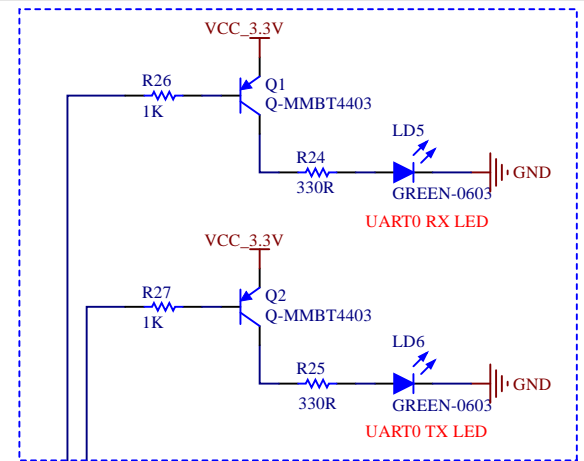 VCC_3.3V
R26
1K
Q1
Q-MMBT4403
LD5
R24
330R
GND
GREEN-0603
UART0 RX LED
VCC_3.3V
R27
1K
Q2
Q-MMBT4403
LD6
R25
330R
GND
GREEN-0603
UART0 TX LED